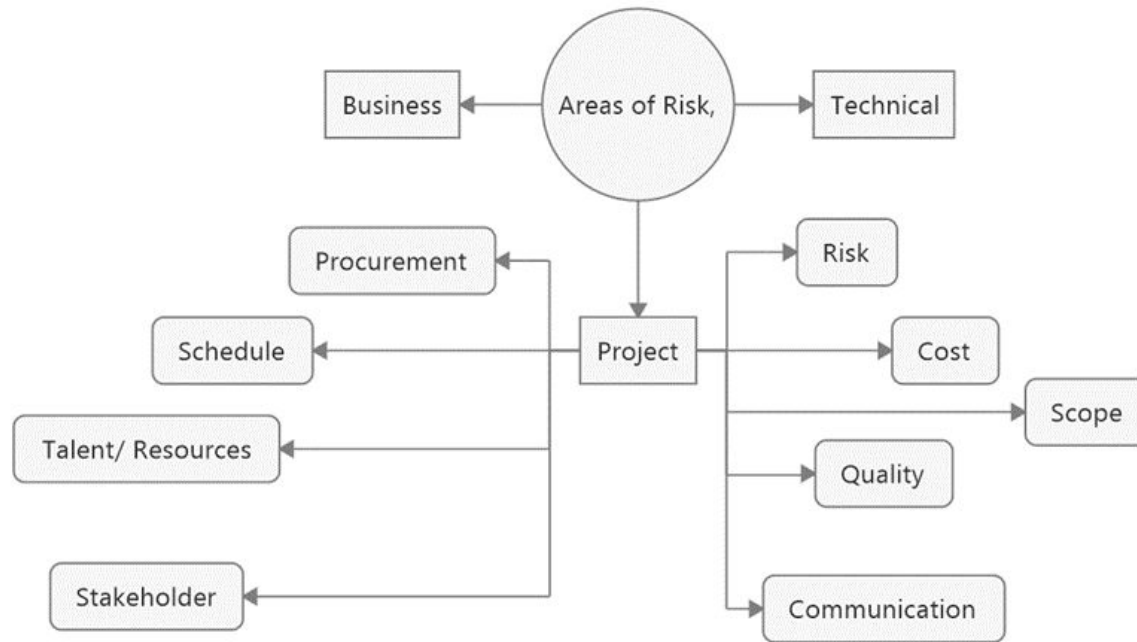 Areas of Risk,
Business
Technical
Procurement
Risk
Schedule
Project
Cost
Scope
Talent/ Resources
Quality
Stakeholder
Communication